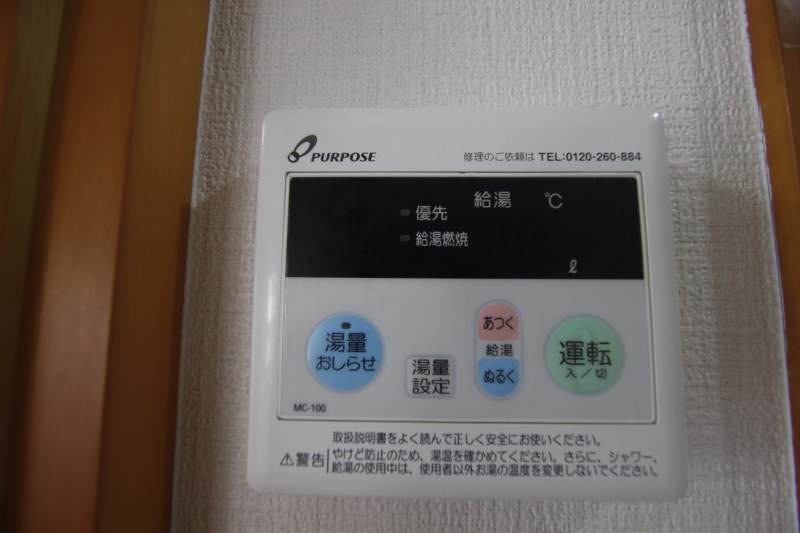 PURPOSE
修理のご依頼は TEL:0120-260-884
給湯 ℃
優先
給湯燃焼
ℓ
湯量
おしらせ
湯量
設定
あつく
給湯
ぬるく
運転
入／切
MC-100
取扱説明書をよく読んで正しく安全にお使いください。
⚠警告
やけど防止のため、湯温を確かめてください。さらに、シャワー、
給湯の使用中は、使用者以外お湯の温度を変更しないでください。